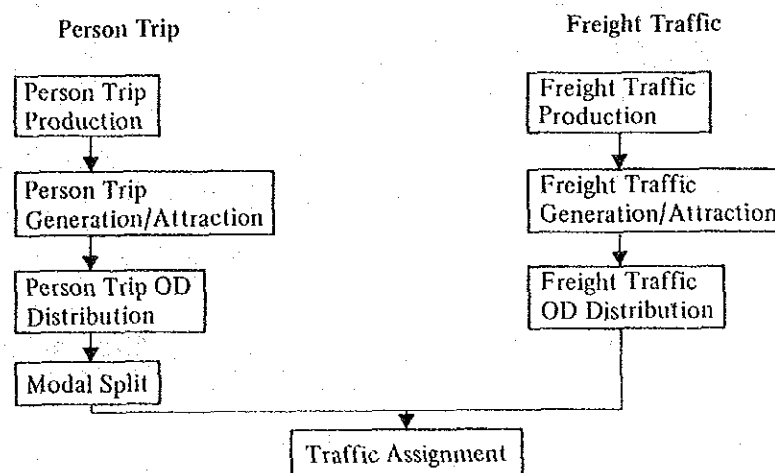 Person Trip
Freight Traffic
Person Trip
Production
Freight Traffic
Production
Person Trip
Generation/Attraction
Freight Traffic
Generation/Attraction
Person Trip OD
Distribution
Freight Traffic
OD Distribution
Modal Split
Traffic Assignment